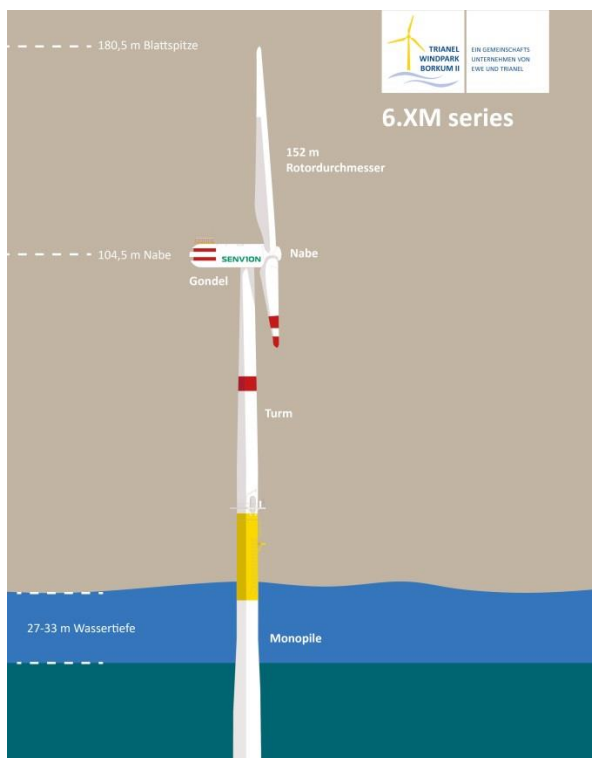 180,5 m Blattspitze
TRIANEL
WINDPARK
BORKUM II
EIN GEMEINSCHAFTS
UNTERNEHMEN VON
EWE UND TRIANEL
6.XM series
152 m
Rotordurchmesser
104,5 m Nabe
SENVION
Nabe
Gondel
Turm
27-33 m Wassertiefe
Monopile